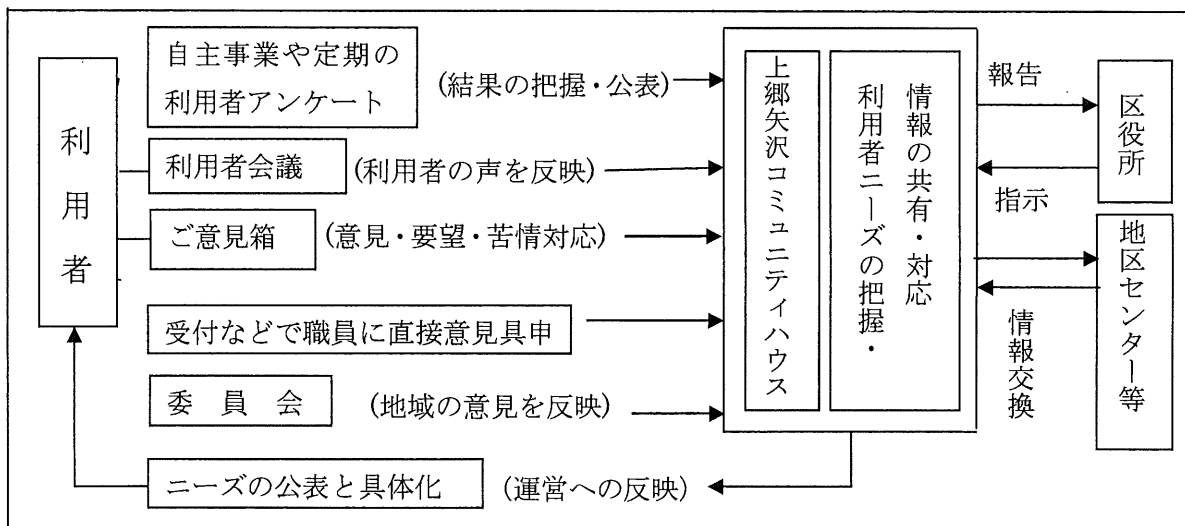 利用者
自主事業や定期の
利用者アンケート
(結果の把握・公表)
利用者会議
(利用者の声を反映)
ご意見箱
(意見・要望・苦情対応)
受付などで職員に直接意見具申
委員会
(地域の意見を反映)
ニーズの公表と具体化
(運営への反映)
上郷矢沢コミュニティハウス
利用者ニーズの把握・
情報の共有・対応
報告
指示
区役所
情報交換
地区センター等